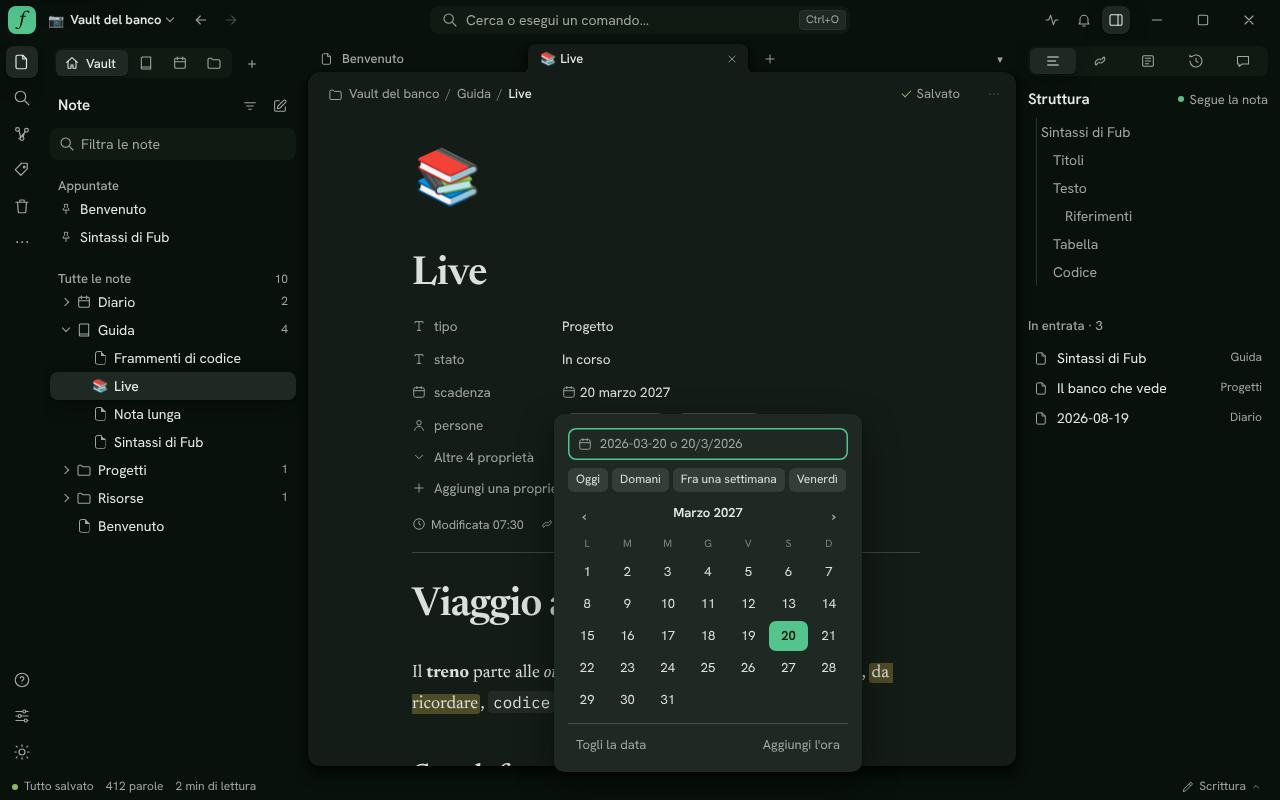 Vault del banco
Cerca o esegui un comando…
Ctrl+O
Vault
Benvenuto
Live
Note
Filtra le note
Appuntate
Benvenuto
Sintassi di Fub
Tutte le note 10
Diario 2
Guida 4
Frammenti di codice
Live
Nota lunga
Sintassi di Fub
Progetti 1
Risorse 1
Benvenuto
Vault del banco / Guida / Live
Salvato
Live
tipo Progetto
stato In corso
scadenza 20 marzo 2027
persone
Altre 4 proprietà
Aggiungi una proprie
Modificata 07:30
Viaggio
Il treno parte alle
, da
ricordare, codice
2026-03-20 o 20/3/2026
Oggi Domani Fra una settimana Venerdì
‹ Marzo 2027 ›
L M M G V S D
1 2 3 4 5 6 7
8 9 10 11 12 13 14
15 16 17 18 19 20 21
22 23 24 25 26 27 28
29 30 31
Togli la data Aggiungi l'ora
Struttura
Segue la nota
Sintassi di Fub
Titoli
Testo
Riferimenti
Tabella
Codice
In entrata · 3
Sintassi di Fub Guida
Il banco che vede Progetti
2026-08-19 Diario
Tutto salvato 412 parole 2 min di lettura
Scrittura